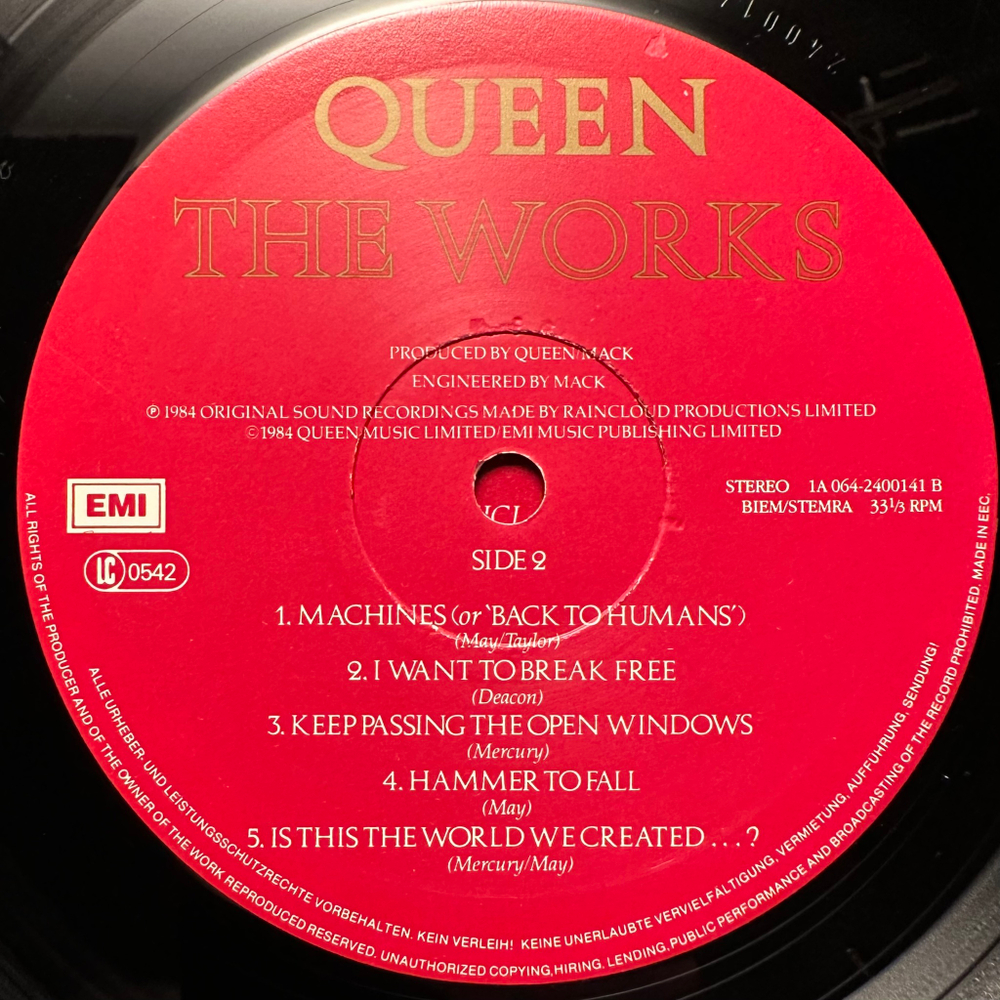 QUEEN
THE WORKS
PRODUCED BY QUEEN/MACK
ENGINEERED BY MACK
℗ 1984 ORIGINAL SOUND RECORDINGS MADE BY RAINCLOUD PRODUCTIONS LIMITED
©1984 QUEEN MUSIC LIMITED/EMI MUSIC PUBLISHING LIMITED
EMI
LC 0542
STEREO 1A 064-2400141 B
BIEM/STEMRA 33⅓ RPM
SIDE 2
1. MACHINES (or ‘BACK TO HUMANS’)
(May/Taylor)
2. I WANT TO BREAK FREE
(Deacon)
3. KEEP PASSING THE OPEN WINDOWS
(Mercury)
4. HAMMER TO FALL
(May)
5. IS THIS THE WORLD WE CREATED...?
(Mercury/May)
ALLE URHEBER- UND LEISTUNGSSCHUTZRECHTE VORBEHALTEN. KEIN VERLEIH! KEINE UNERLAUBTE VERVIELFÄLTIGUNG, VERMIETUNG, AUFFÜHRUNG, SENDUNG!
ALL RIGHTS OF THE PRODUCER AND OF THE OWNER OF THE WORK REPRODUCED RESERVED. UNAUTHORIZED COPYING, HIRING. LENDING, PUBLIC PERFORMANCE AND BROADCASTING OF THE RECORD PROHIBITED. MADE IN EEC.